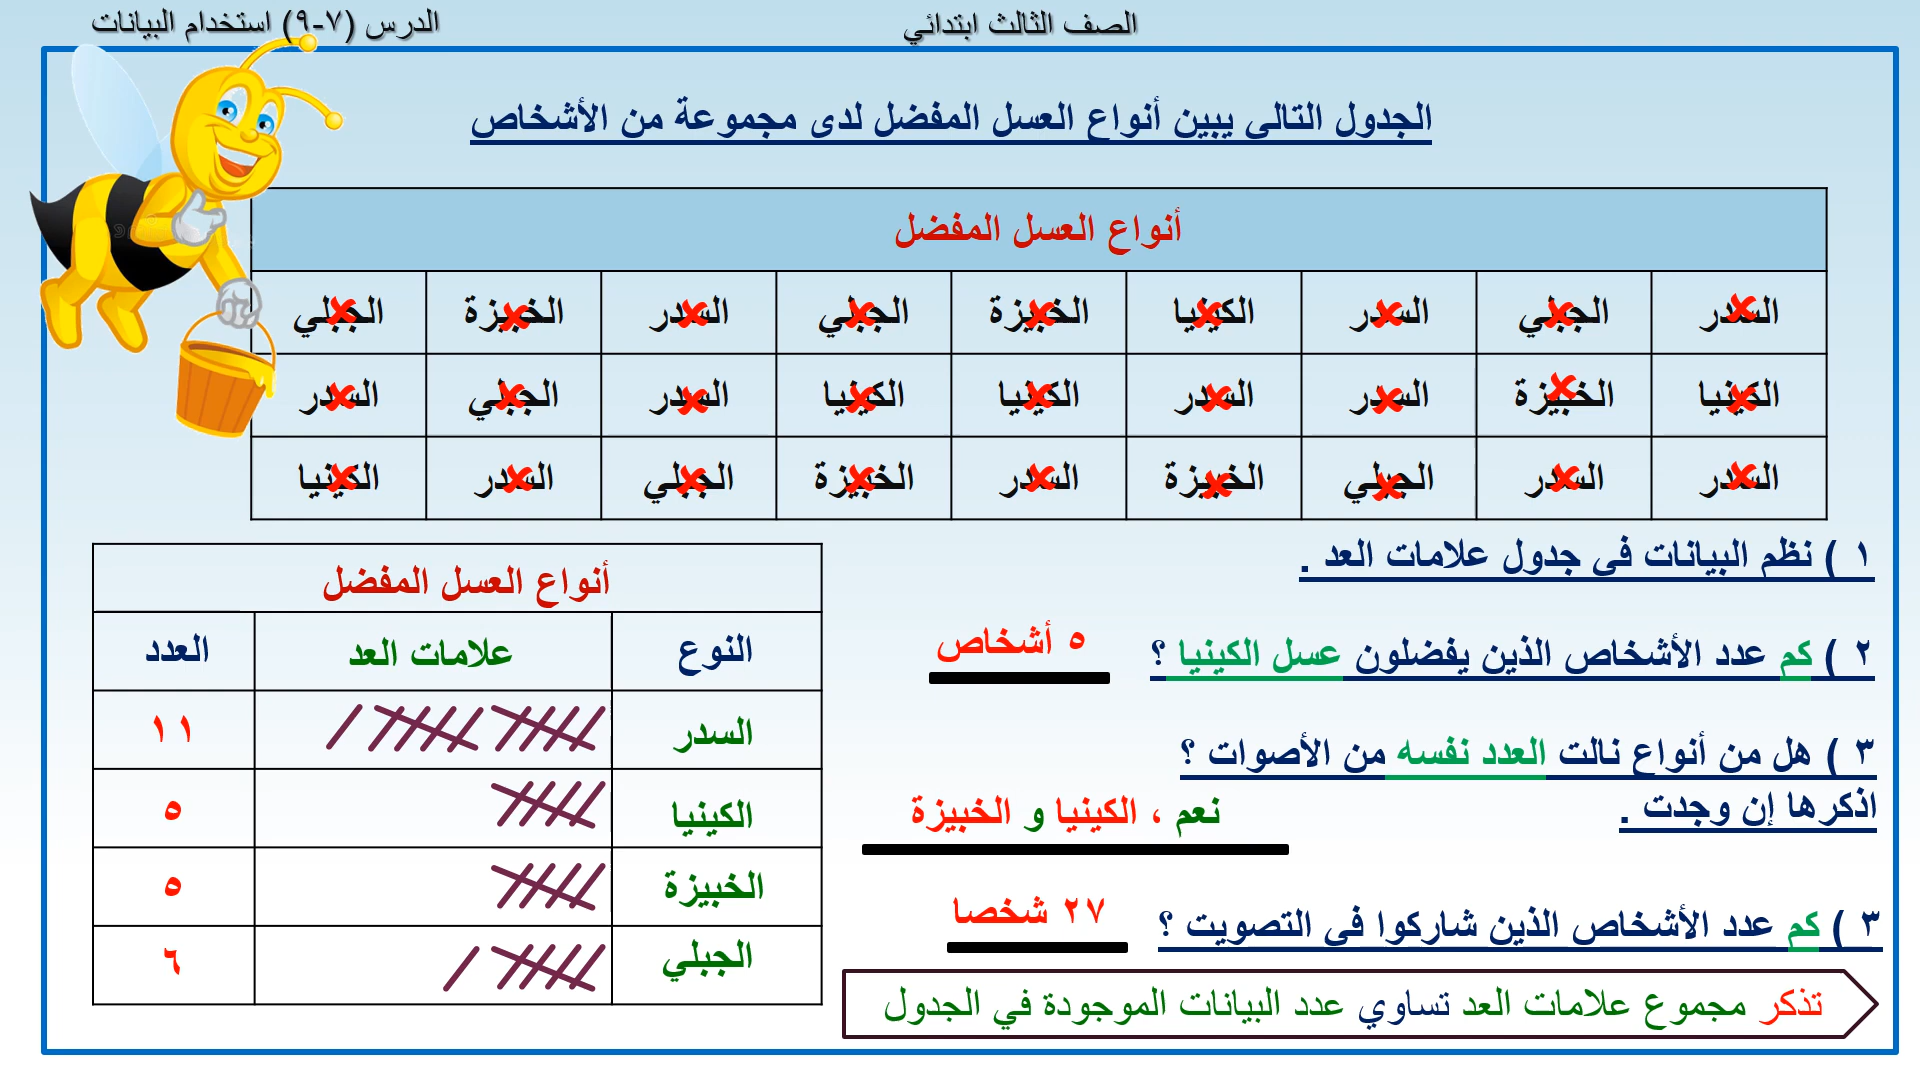 الصف الثالث ابتدائي
الدرس (٧-٩) استخدام البيانات
الجدول التالي يبين أنواع العسل المفضل لدى مجموعة من الأشخاص
أنواع العسل المفضل
السدر الجبلي السدر الكينيا الخبيزة الجبلي السدر الخبيزة الجبلي
الكينيا الخبيزة السدر السدر الكينيا الكينيا السدر الجبلي السدر
السدر السدر الجبلي الخبيزة السدر الخبيزة الجبلي السدر الكينيا
١ ) نظم البيانات في جدول علامات العد .
٢ ) كم عدد الأشخاص الذين يفضلون عسل الكينيا ؟ ٥ أشخاص
٣ ) هل من أنواع نالت العدد نفسه من الأصوات ؟
اذكرها إن وجدت .
نعم ، الكينيا و الخبيزة
٣ ) كم عدد الأشخاص الذين شاركوا في التصويت ؟ ٢٧ شخصا
تذكر مجموع علامات العد تساوي عدد البيانات الموجودة في الجدول
أنواع العسل المفضل
النوع علامات العد العدد
السدر ١١
الكينيا ٥
الخبيزة ٥
الجبلي ٦